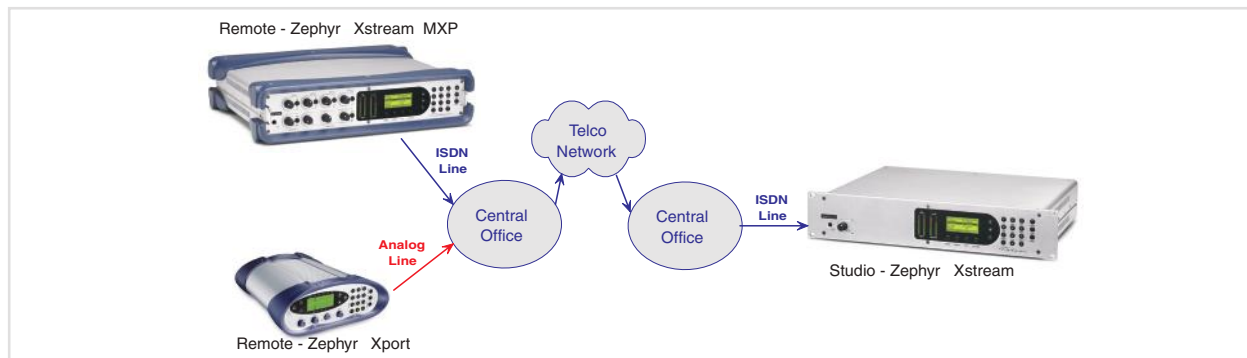 Remote - Zephyr Xstream MXP
Telco
Network
ISDN
Line
Central
Office
Central
Office
ISDN
Line
Analog
Line
Studio - Zephyr Xstream
Remote - Zephyr Xport